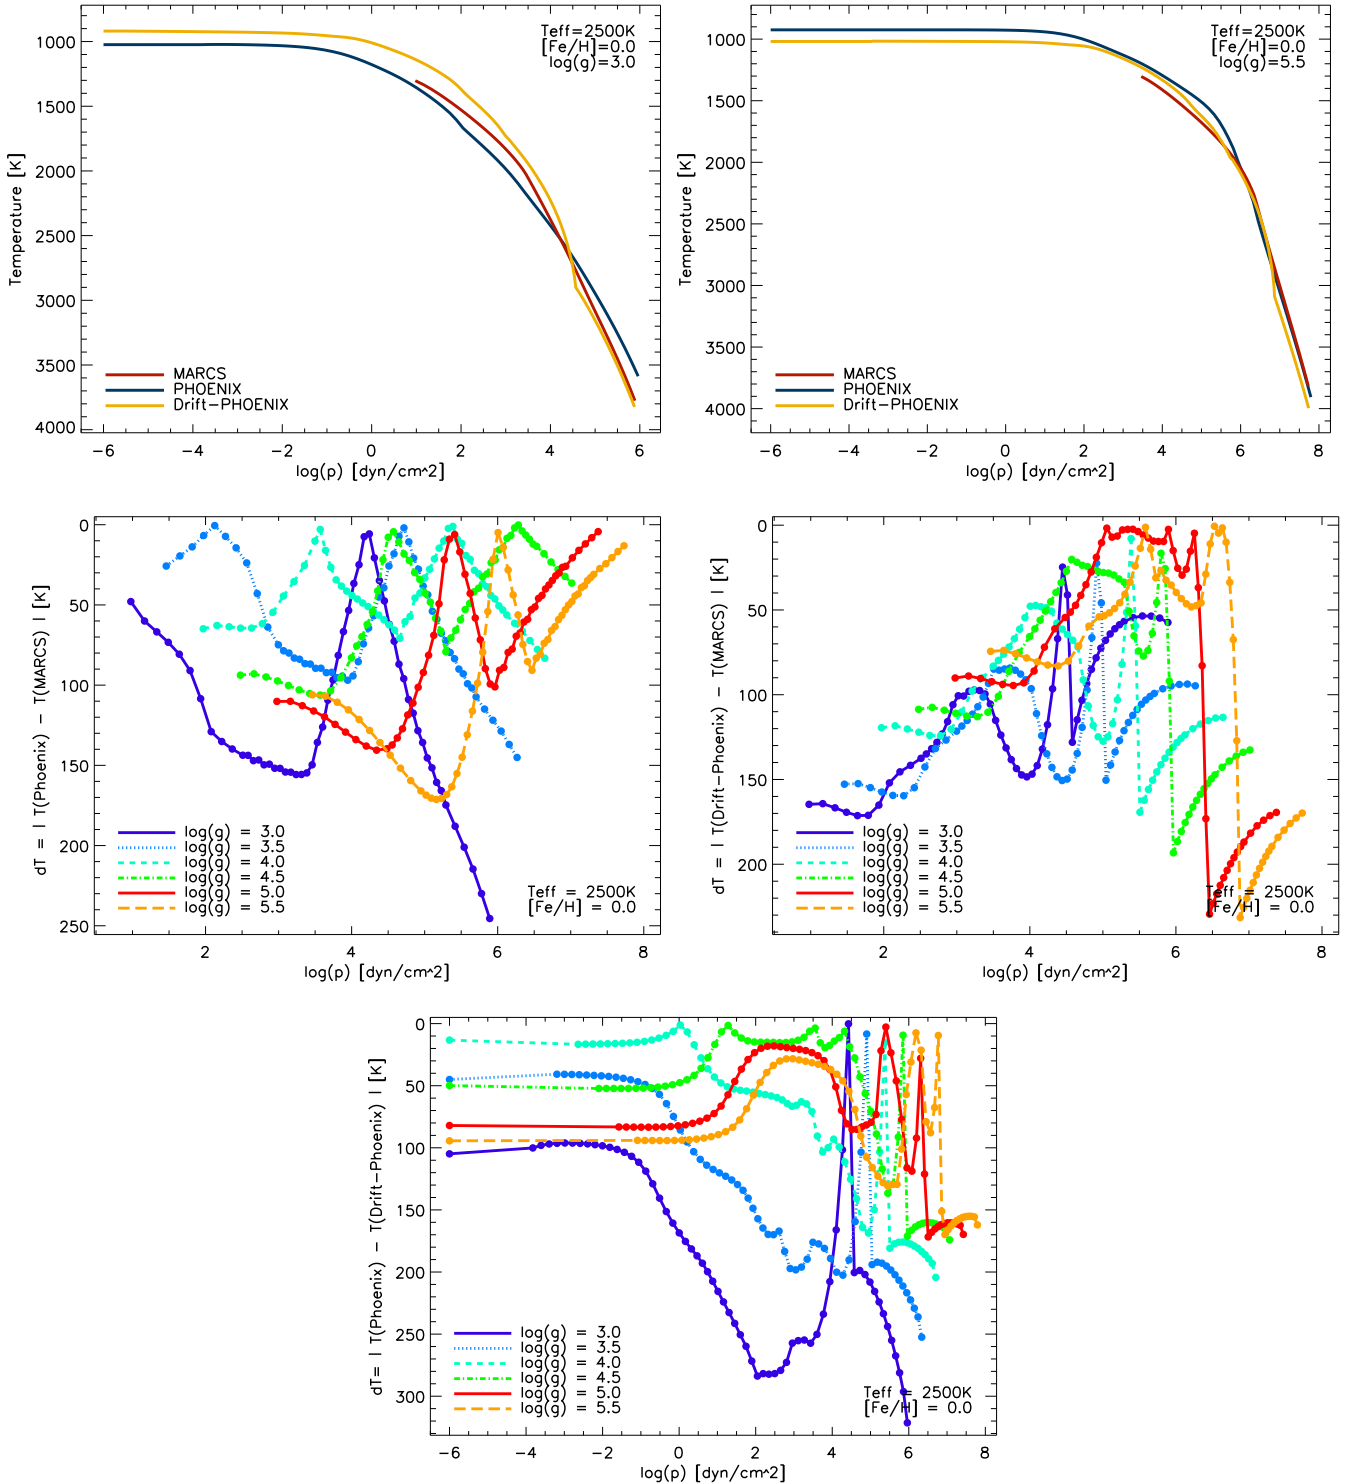 Teff=2500K
[Fe/H]=0.0
log(g)=3.0
1000
1500
2000
2500
3000
3500
4000
Temperature [K]
MARCS
PHOENIX
Drift-PHOENIX
-6 -4 -2 0 2 4 6
log(p) [dyn/cm^2]
Teff=2500K
[Fe/H]=0.0
log(g)=5.5
1000
1500
2000
2500
3000
3500
4000
Temperature [K]
MARCS
PHOENIX
Drift-PHOENIX
-6 -4 -2 0 2 4 6 8
log(p) [dyn/cm^2]
0
50
100
150
200
250
dT = | T(Phoenix) - T(MARCS) | [K]
log(g) = 3.0
log(g) = 3.5
log(g) = 4.0
log(g) = 4.5
log(g) = 5.0
log(g) = 5.5
Teff = 2500K
[Fe/H] = 0.0
2 4 6 8
log(p) [dyn/cm^2]
0
50
100
150
200
dT = | T(Drift-Phoenix) - T(MARCS) | [K]
log(g) = 3.0
log(g) = 3.5
log(g) = 4.0
log(g) = 4.5
log(g) = 5.0
log(g) = 5.5
Teff = 2500K
[Fe/H] = 0.0
2 4 6 8
log(p) [dyn/cm^2]
0
50
100
150
200
250
300
dT= | T(Phoenix) - T(Drift-Phoenix) | [K]
log(g) = 3.0
log(g) = 3.5
log(g) = 4.0
log(g) = 4.5
log(g) = 5.0
log(g) = 5.5
Teff = 2500K
[Fe/H] = 0.0
-6 -4 -2 0 2 4 6 8
log(p) [dyn/cm^2]